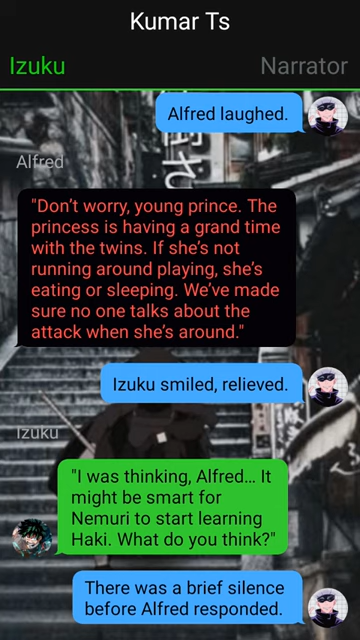 Kumar Ts
Izuku
Narrator
Alfred laughed.
Alfred
"Don't worry, young prince. The
princess is having a grand time
with the twins. If she's not
running around playing, she's
eating or sleeping. We've made
sure no one talks about the
attack when she's around."
Izuku smiled, relieved.
Izuku
"I was thinking, Alfred... It
might be smart for
Nemuri to start learning
Haki. What do you think?"
There was a brief silence
before Alfred responded.